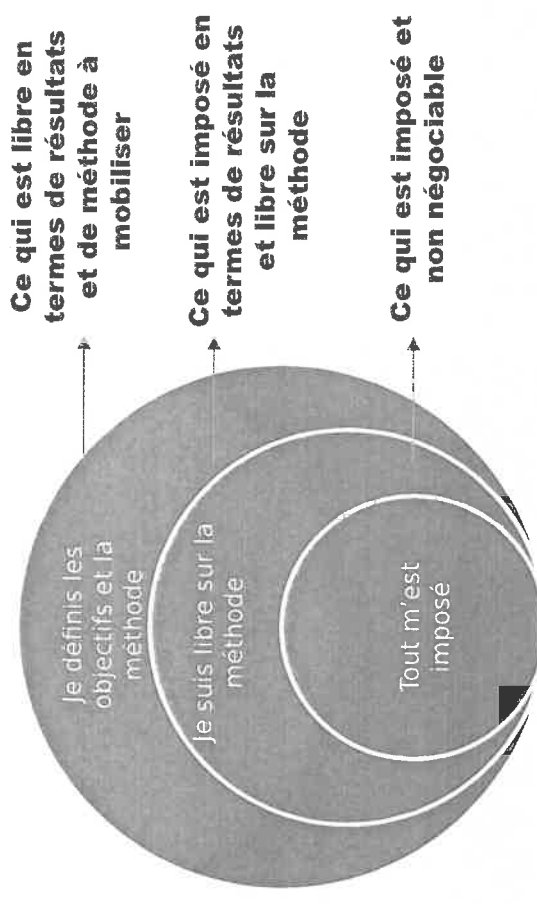 Je définis les
objectifs et la
méthode
Ce qui est libre en
termes de résultats
et de méthode à
mobiliser
Je suis libre sur la
méthode
Ce qui est imposé en
termes de résultats
et libre sur la
méthode
Tout m'est
imposé
Ce qui est imposé et
non négociable